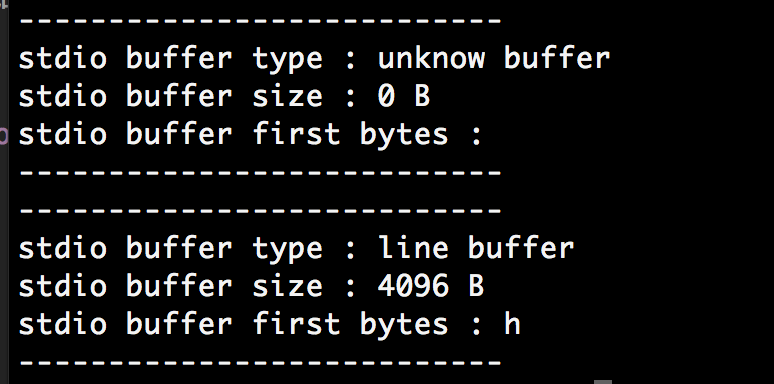 ---------------------------
stdio buffer type : unknow buffer
stdio buffer size : 0 B
stdio buffer first bytes :
---------------------------
---------------------------
stdio buffer type : line buffer
stdio buffer size : 4096 B
stdio buffer first bytes : h
---------------------------